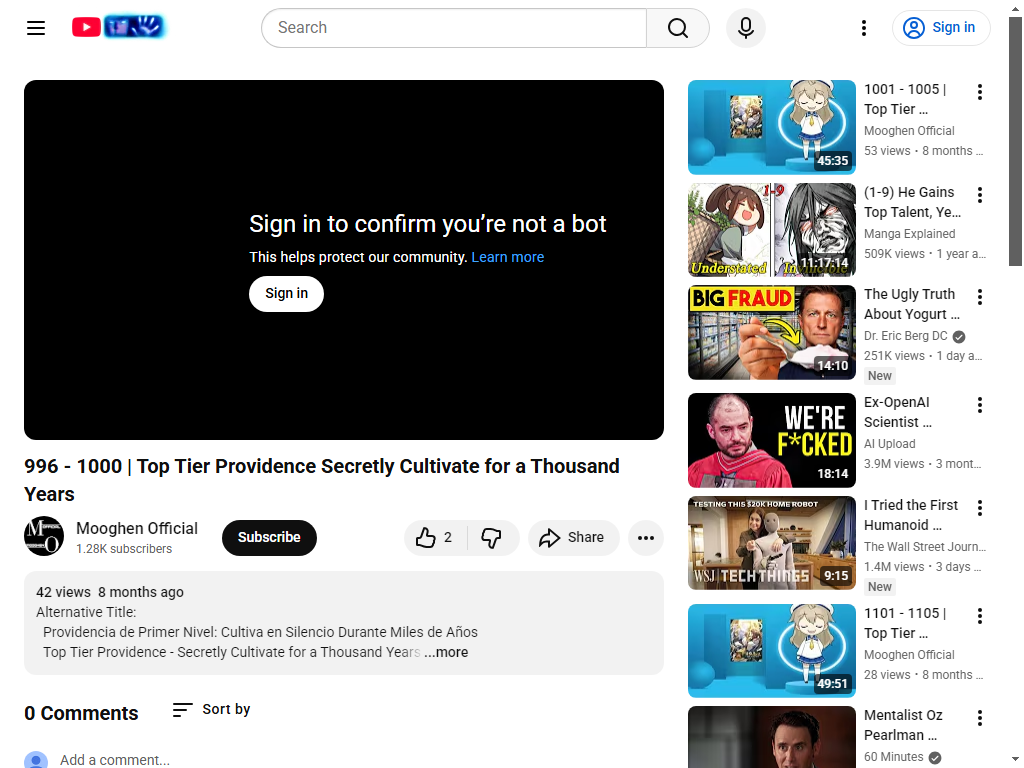 Search
Sign in
Sign in to confirm you’re not a bot
This helps protect our community. Learn more
Sign in
996 - 1000 | Top Tier Providence Secretly Cultivate for a Thousand
Years
Mooghen Official
1.28K subscribers
Subscribe
2
Share
42 views 8 months ago
Alternative Title:
Providencia de Primer Nivel: Cultiva en Silencio Durante Miles de Años
Top Tier Providence - Secretly Cultivate for a Thousand Years ...more
0 Comments
Sort by
Add a comment...
45:35
1001 - 1005 |
Top Tier ...
Mooghen Official
53 views • 8 months ...
1-9
Understated
Invincible
11:17:14
(1-9) He Gains
Top Talent, Ye...
Manga Explained
509K views • 1 year a...
BIG FRAUD
14:10
The Ugly Truth
About Yogurt ...
Dr. Eric Berg DC
251K views • 1 day a...
New
WE'RE
F*CKED
18:14
Ex-OpenAI
Scientist ...
AI Upload
3.9M views • 3 mont...
TESTING THIS $20K HOME ROBOT
WSJ TECH THINGS
9:15
I Tried the First
Humanoid ...
The Wall Street Journ...
1.4M views • 3 days ...
New
49:51
1101 - 1105 |
Top Tier ...
Mooghen Official
28 views • 8 months ...
Mentalist Oz
Pearlman ...
60 Minutes